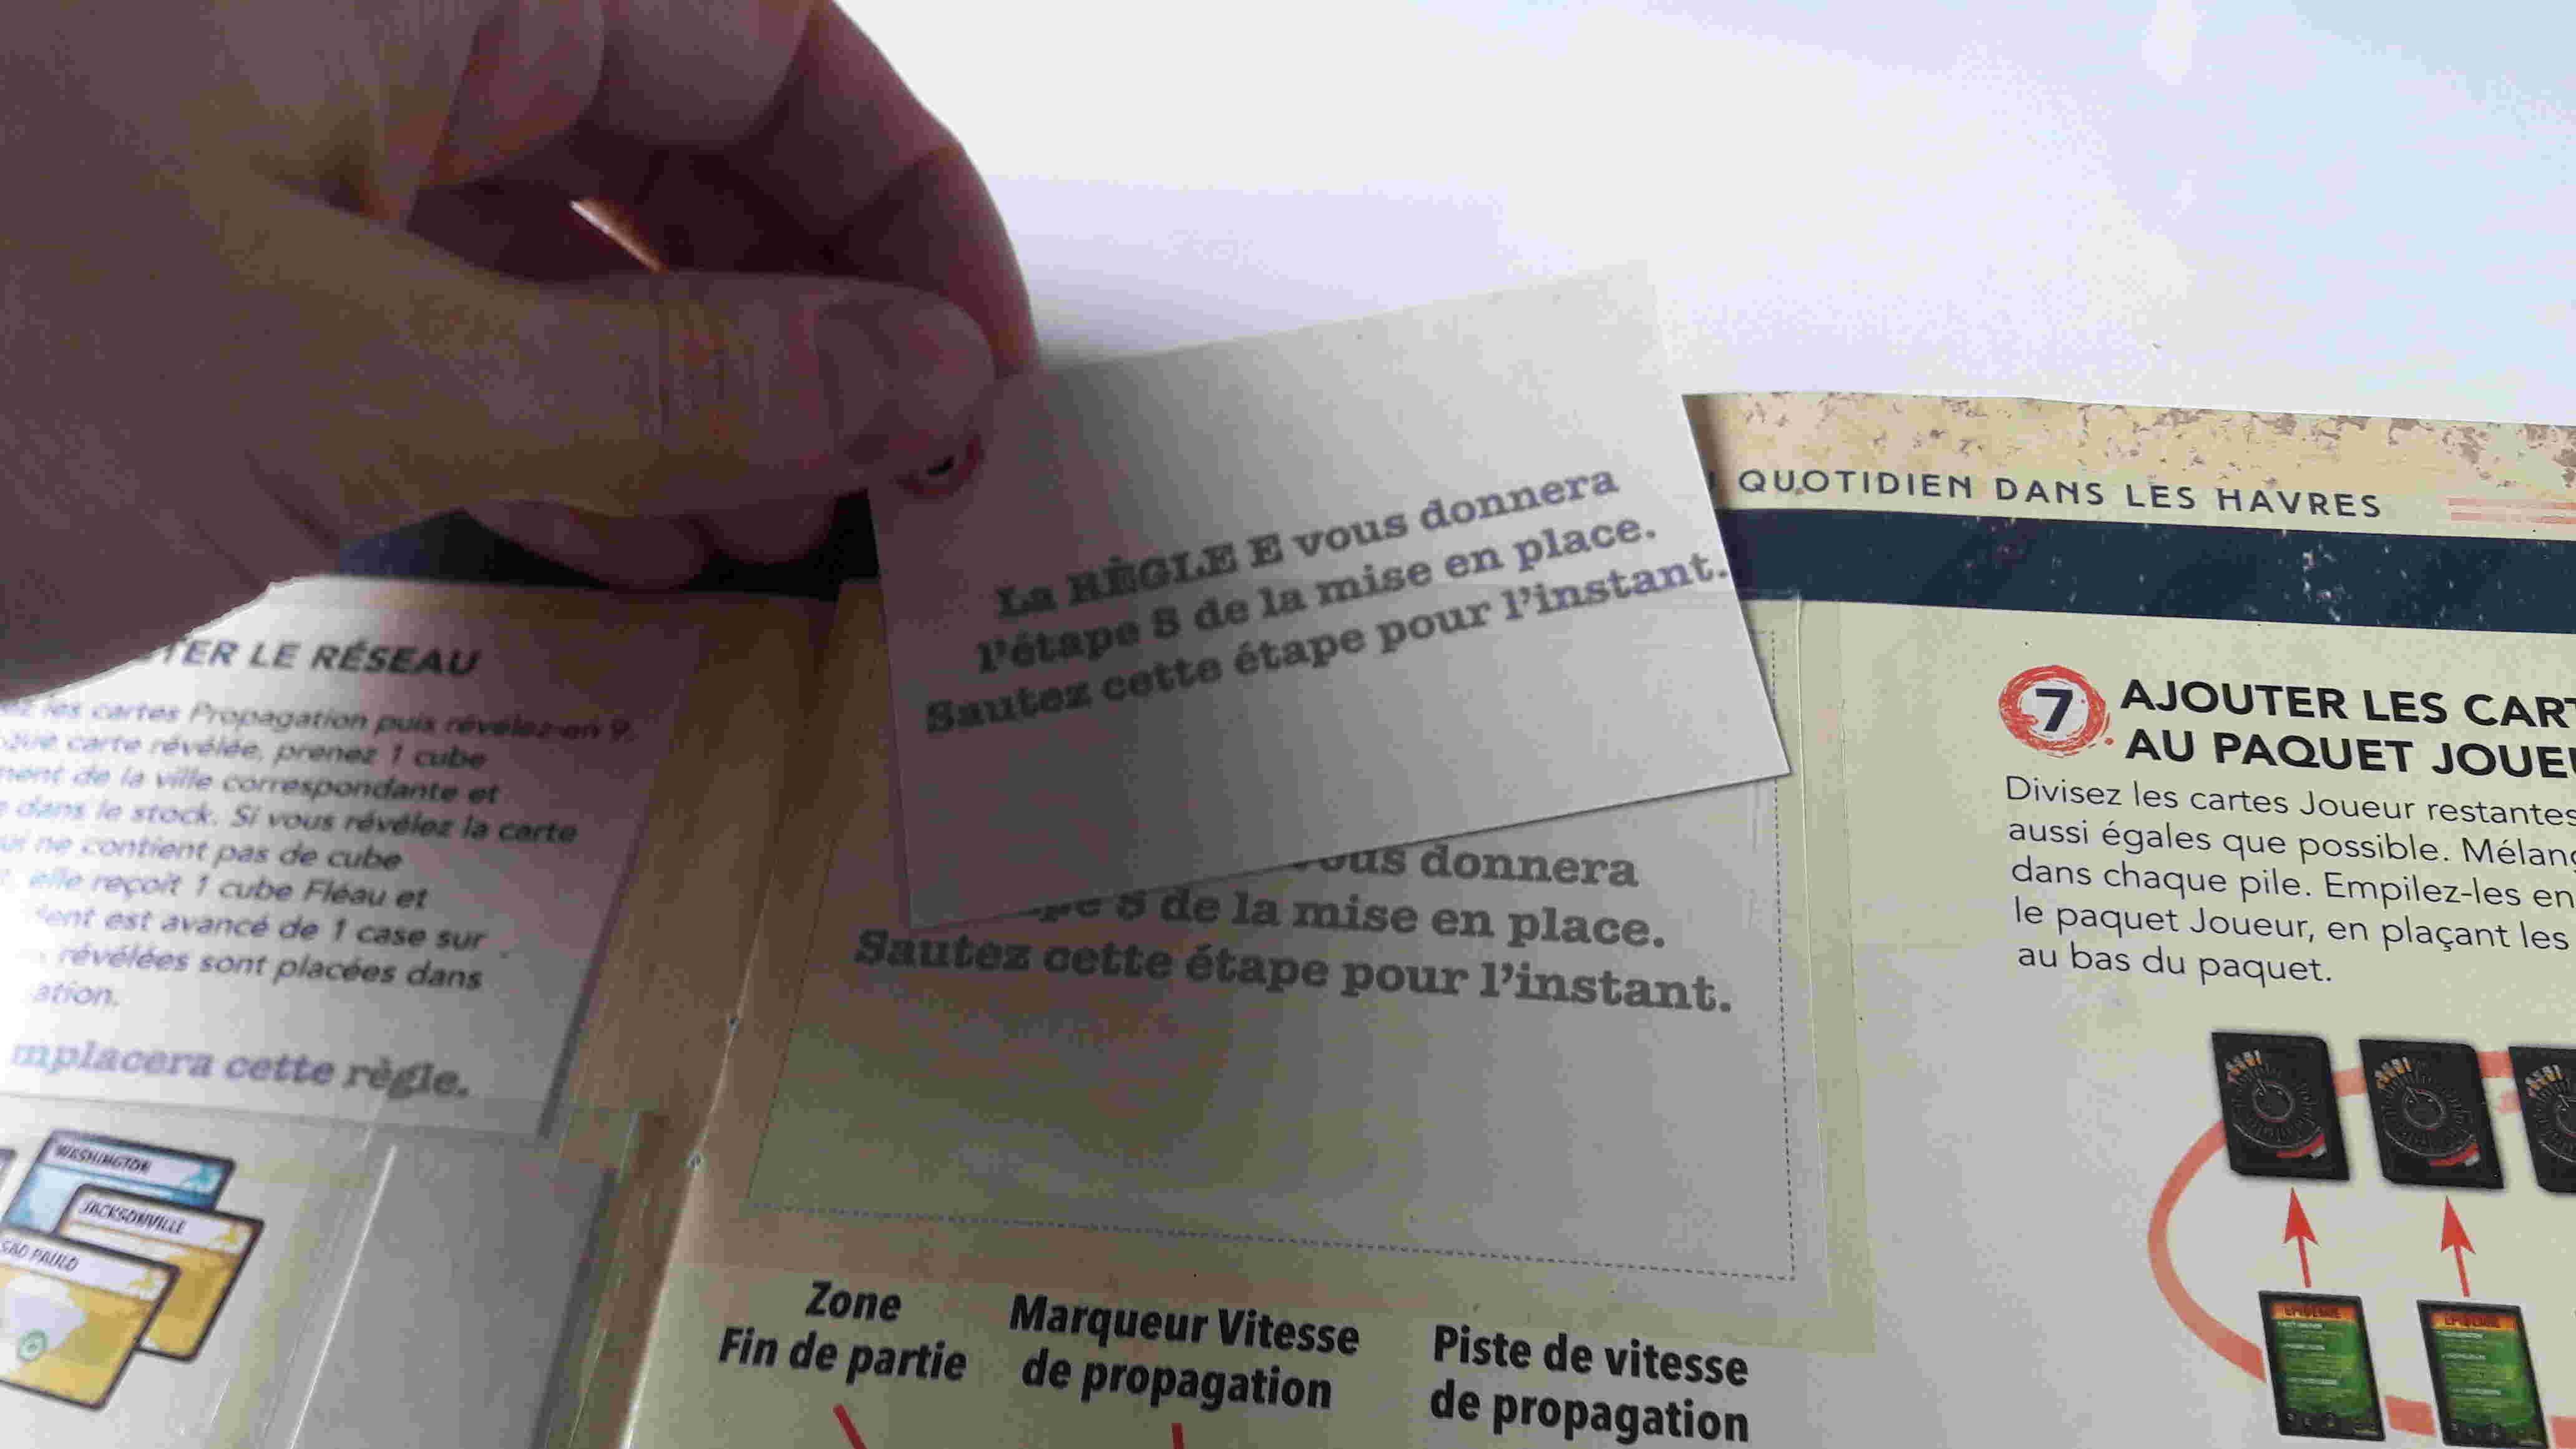 La RÈGLE E vous donnera
l'étape 8 de la mise en place.
Sautez cette étape pour l'instant.
QUOTIDIEN DANS LES HAVRES
TER LE RÉSEAU
les cartes Propagation puis révélez-en 9.
carte révélée, prenez 1 cube
de la ville correspondante et
dans le stock. Si vous révélez la carte
ne contient pas de cube
elle reçoit 1 cube Fléau et
est avancé de 1 case sur
révélées sont placées dans
ation.
mplacera cette règle.
WASHINGTON
JACKSONVILLE
SÃO PAULO
vous donnera
8 de la mise en place.
Sautez cette étape pour l'instant.
Zone
Fin de partie
Marqueur Vitesse
de propagation
Piste de vitesse
de propagation
7 AJOUTER LES CART
AU PAQUET JOUE
Divisez les cartes Joueur restantes
aussi égales que possible. Mélang
dans chaque pile. Empilez-les en
le paquet Joueur, en plaçant les
au bas du paquet.